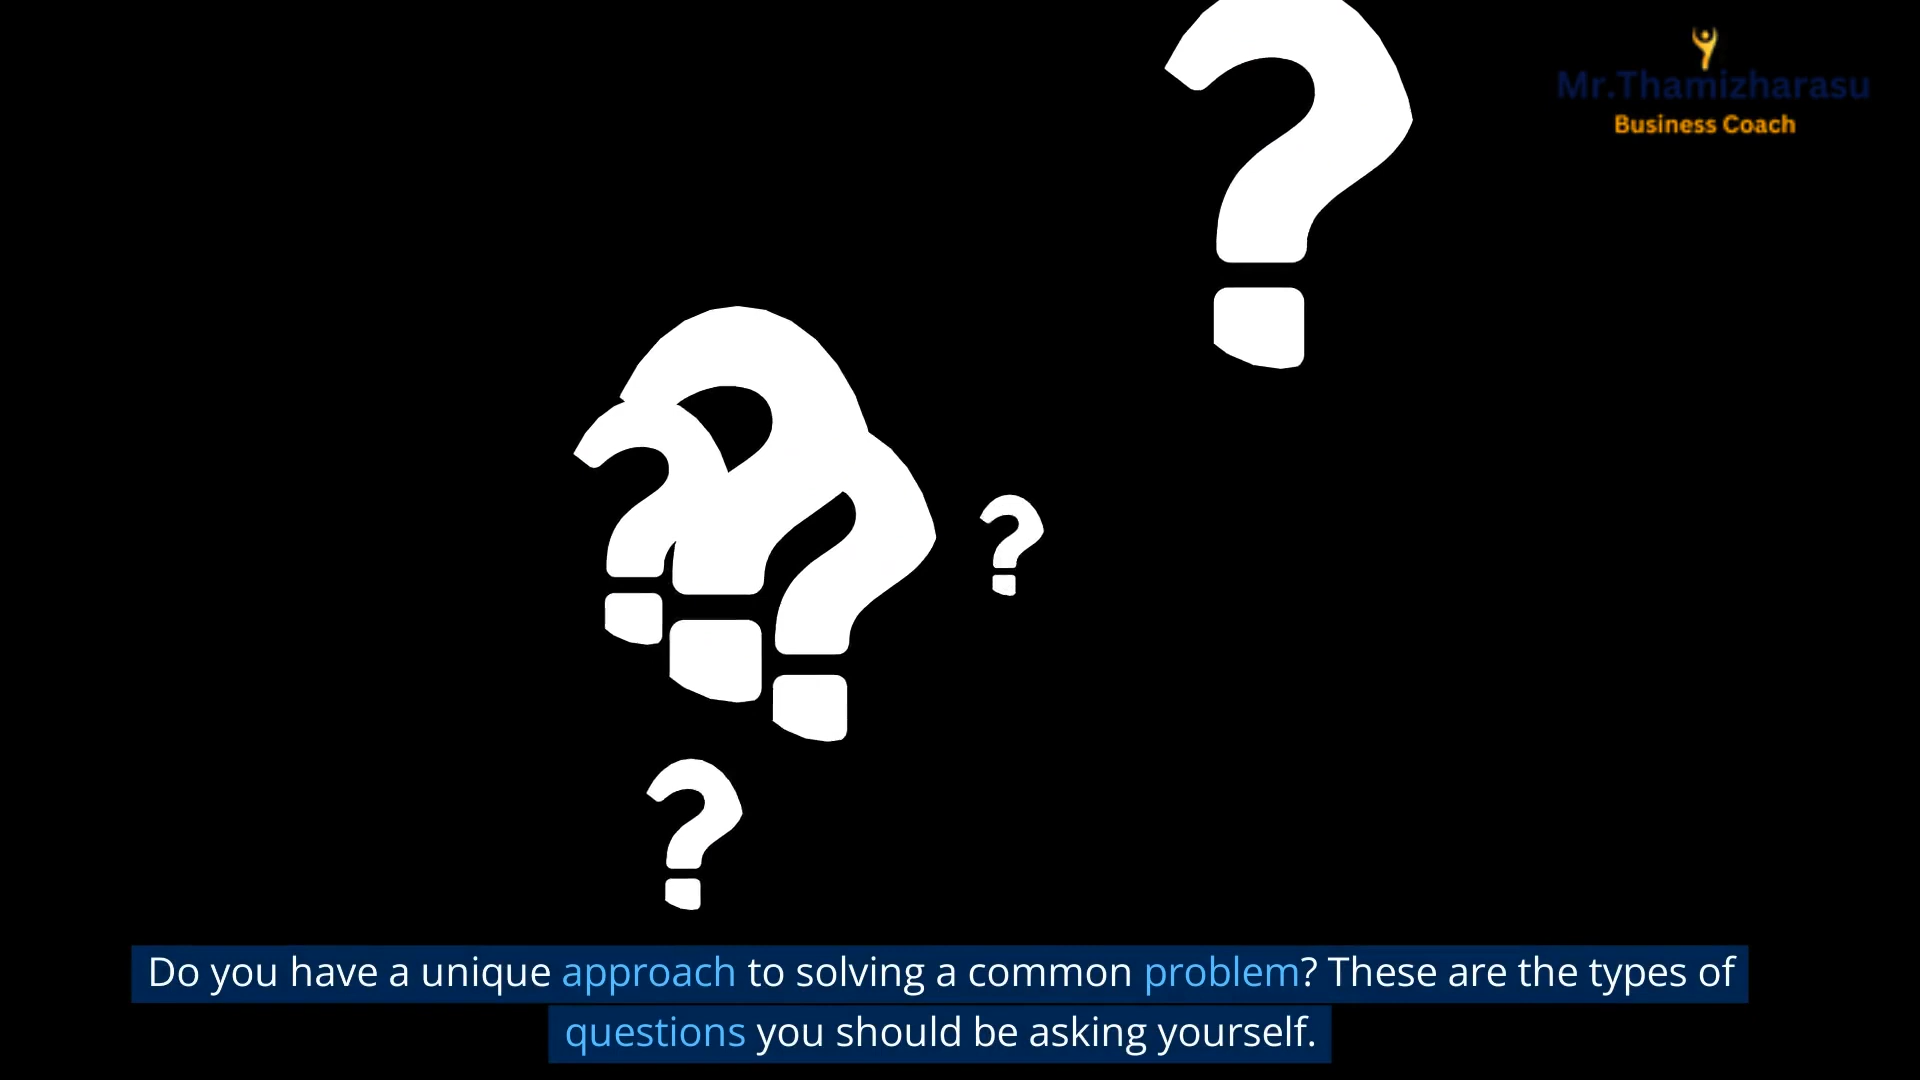 Mr.Thamizharasu
Business Coach
?
?
?
?
?
?
Do you have a unique approach to solving a common problem? These are the types of
questions you should be asking yourself.